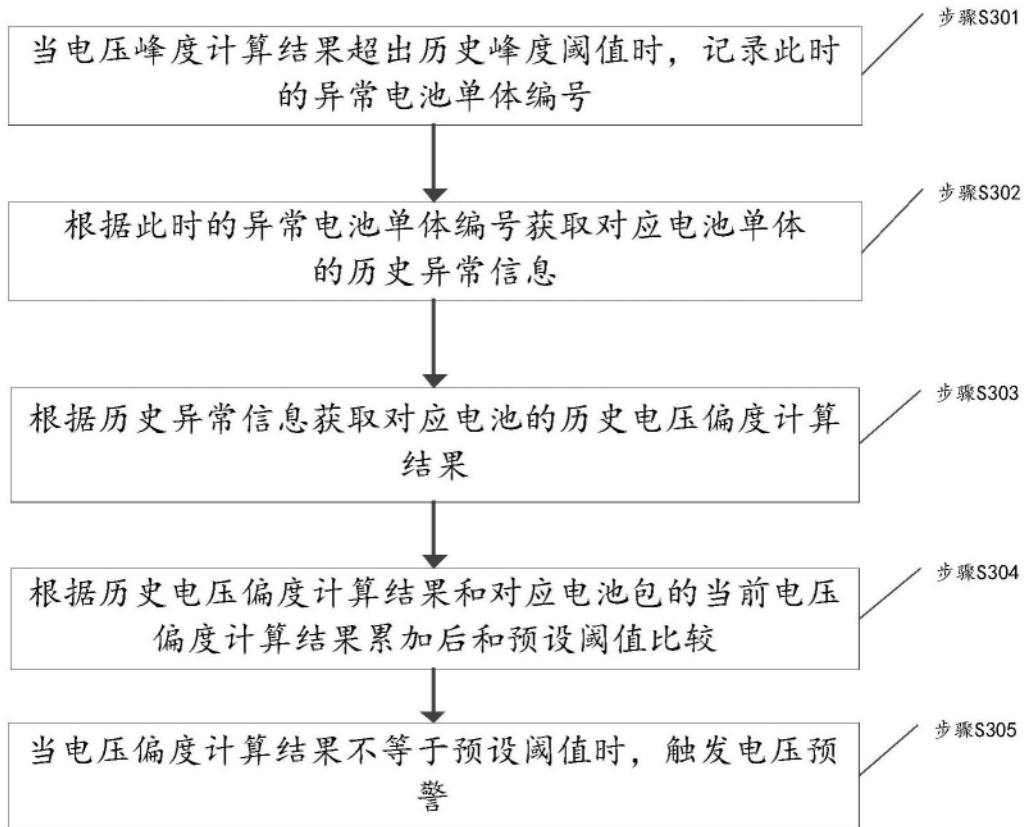 步骤S301
当电压峰度计算结果超出历史峰度阈值时，记录此时
的异常电池单体编号
步骤S302
根据此时的异常电池单体编号获取对应电池单体
的历史异常信息
步骤S303
根据历史异常信息获取对应电池的历史电压偏度计算
结果
步骤S304
根据历史电压偏度计算结果和对应电池包的当前电压
偏度计算结果累加后和预设阈值比较
步骤S305
当电压偏度计算结果不等于预设阈值时，触发电压预
警